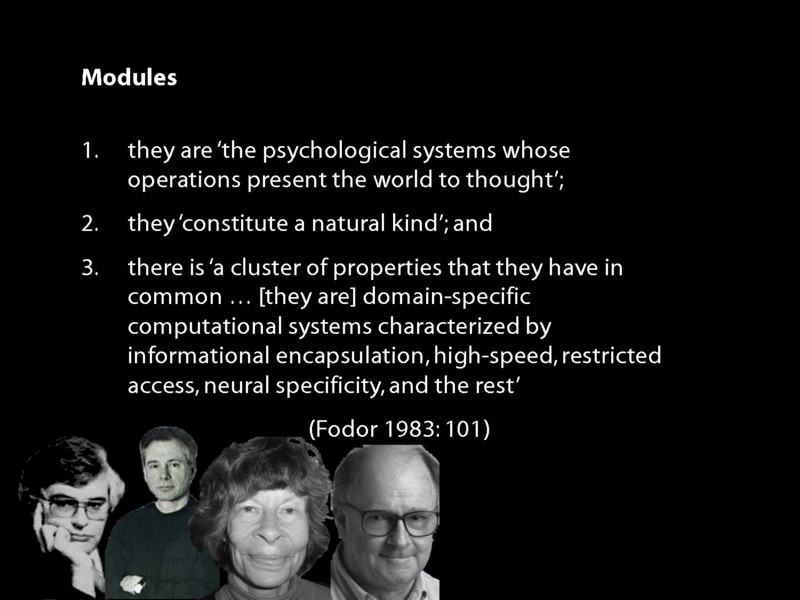 Modules
1. they are ‘the psychological systems whose
operations present the world to thought’;
2. they ‘constitute a natural kind’; and
3. there is ‘a cluster of properties that they have in
common … [they are] domain-specific
computational systems characterized by
informational encapsulation, high-speed, restricted
access, neural specificity, and the rest’
(Fodor 1983: 101)